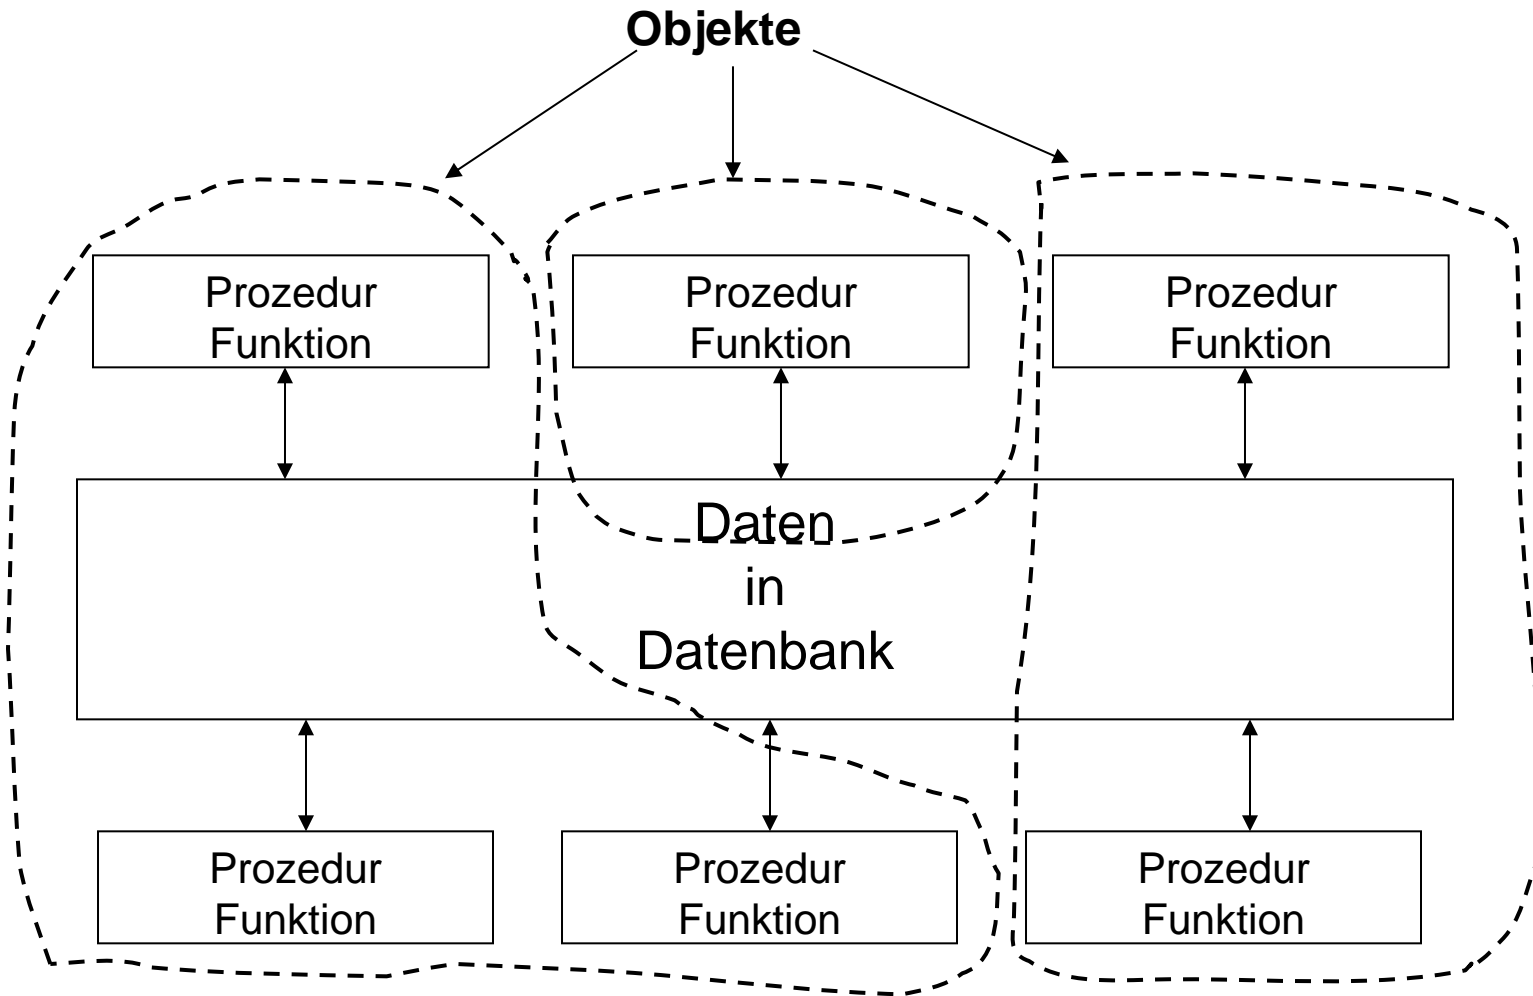 Objekte
Prozedur
Funktion
Prozedur
Funktion
Prozedur
Funktion
Daten
in
Datenbank
Prozedur
Funktion
Prozedur
Funktion
Prozedur
Funktion